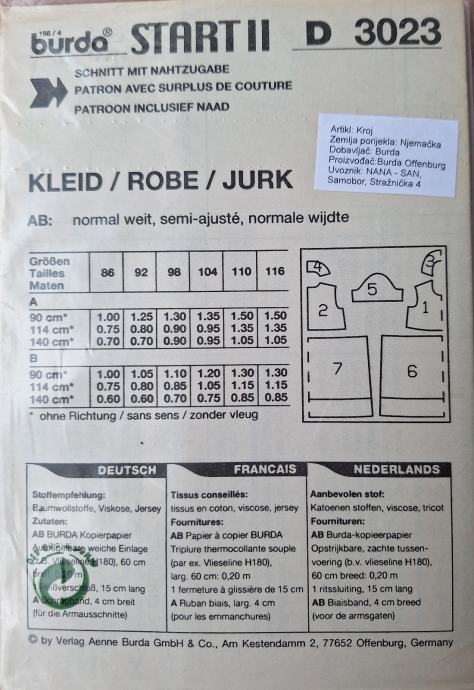 '98/4
burda® START II D 3023
SCHNITT MIT NAHTZUGABE
PATRON AVEC SURPLUS DE COUTURE
PATROON INCLUSIEF NAAD
Artikl: Kroj
Zemlja porijekla: Njemačka
Dobavljač: Burda
Proizvođač:Burda Offenburg
Uvoznik: NANA - SAN,
Samobor, Stražnička 4
KLEID / ROBE / JURK
AB: normal weit, semi-ajusté, normale wijdte
Größen
Tailles
Maten
86 92 98 104 110 116
A
90 cm* 1.00 1.25 1.30 1.35 1.50 1.50
114 cm* 0.75 0.80 0.90 0.95 1.35 1.35
140 cm* 0.70 0.70 0.90 0.95 1.05 1.05
B
90 cm* 1.00 1.05 1.10 1.20 1.30 1.30
114 cm* 0.75 0.80 0.85 1.05 1.15 1.15
140 cm* 0.60 0.60 0.70 0.75 0.85 0.85
* ohne Richtung / sans sens / zonder vleug
4 3
5
2 1
7 6
DEUTSCH
Stoffempfehlung:
Baumwollstoffe, Viskose, Jersey
Zutaten:
AB BURDA Kopierpapier
weiche Einlage
z.B. Vlieseline H180), 60 cm
breit: 0,20 m
1 Reißverschluß, 15 cm lang
A Schrägband, 4 cm breit
(für die Armausschnitte)
FRANCAIS
Tissus conseillés:
tissus en coton, viscose, jersey
Fournitures:
AB Papier à copier BURDA
Triplure thermocollante souple
(par ex. Vlieseline H180),
larg. 60 cm: 0,20 m
1 fermeture à glissière de 15 cm
A Ruban biais, larg. 4 cm
(pour les emmanchures)
NEDERLANDS
Aanbevolen stof:
Katoenen stoffen, viscose, tricot
Fournituren:
AB Burda-kopieerpapier
Opstrijkbare, zachte tussen-
voering (b.v. vlieseline H180),
60 cm breed: 0,20 m
1 ritssluiting, 15 cm lang
AB Biaisband, 4 cm breed
(voor de armsgaten)
© by Verlag Aenne Burda GmbH & Co., Am Kestendamm 2, 77652 Offenburg, Germany